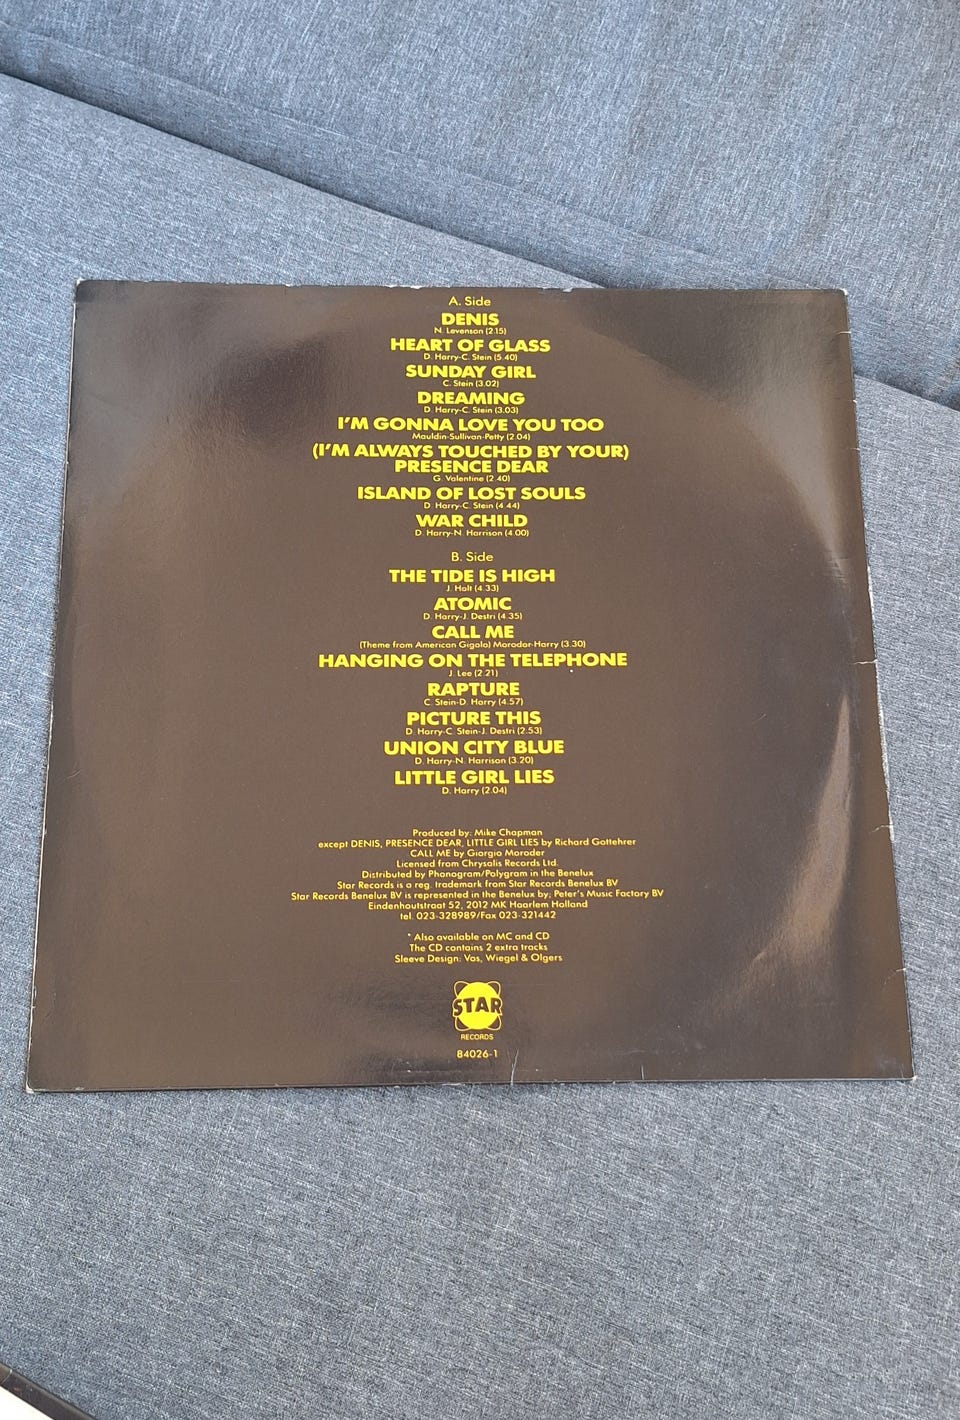 A. Side
DENIS
N. Levenson (2.15)
HEART OF GLASS
D. Harry-C. Stein (5.40)
SUNDAY GIRL
C. Stein (3.02)
DREAMING
D. Harry-C. Stein (3.03)
I'M GONNA LOVE YOU TOO
Mauldin-Sullivan-Petty (2.04)
(I'M ALWAYS TOUCHED BY YOUR)
PRESENCE DEAR
G. Valentine (2.40)
ISLAND OF LOST SOULS
D. Harry-C. Stein (4.44)
WAR CHILD
D. Harry-N. Harrison (4.00)
B. Side
THE TIDE IS HIGH
J. Holt (4.33)
ATOMIC
D. Harry-J. Destri (4.35)
CALL ME
(Theme from American Gigolo) Morodor-Harry (3.30)
HANGING ON THE TELEPHONE
J. Lee (2.21)
RAPTURE
C. Stein-D. Harry (4.57)
PICTURE THIS
D. Harry-C. Stein-J. Destri (2.53)
UNION CITY BLUE
D. Harry-N. Harrison (3.20)
LITTLE GIRL LIES
D. Harry (2.04)
Produced by: Mike Chapman
except DENIS, PRESENCE DEAR, LITTLE GIRL LIES by Richard Gottehrer
CALL ME by Giorgio Moroder
Licensed from Chrysalis Records Ltd.
Distributed by Phonogram/Polygram in the Benelux
Star Records is a reg. trademark from Star Records Benelux BV
Star Records Benelux BV is represented in the Benelux by: Peter's Music Factory BV
Eindenhoutstraat 52, 2012 MK Haarlem Holland
tel. 023-328989/Fax 023-321442
* Also available on MC and CD
The CD contains 2 extra tracks
Sleeve Design: Vos, Wiegel & Olgers
STAR
RECORDS
84026-1